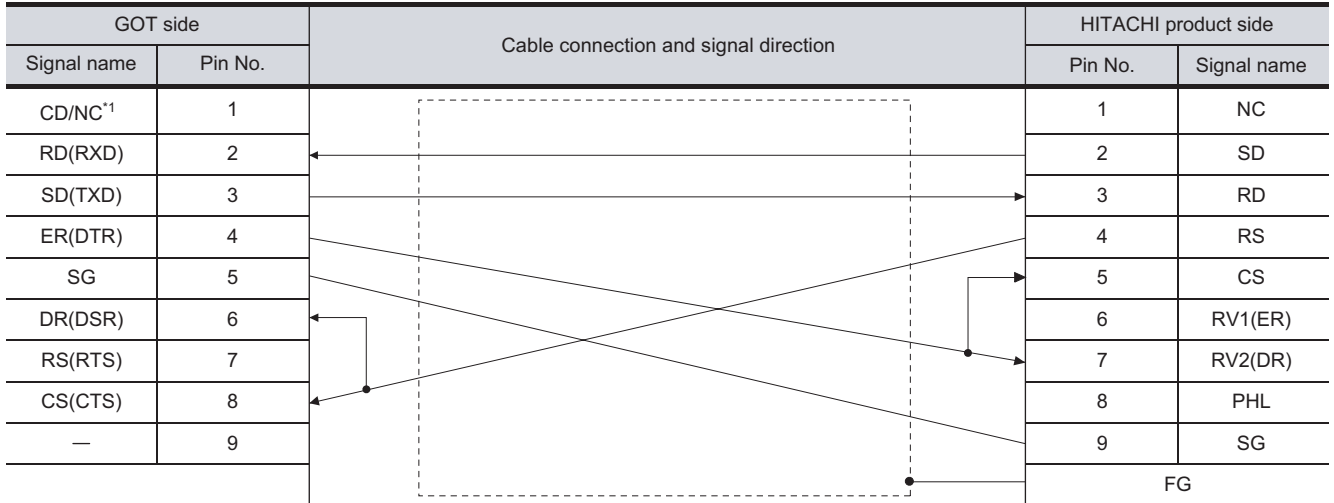 GOT side Cable connection and signal direction HITACHI product side
Signal name Pin No. Pin No. Signal name
CD/NC*1 1 1 NC
RD(RXD) 2 2 SD
SD(TXD) 3 3 RD
ER(DTR) 4 4 RS
SG 5 5 CS
DR(DSR) 6 6 RV1(ER)
RS(RTS) 7 7 RV2(DR)
CS(CTS) 8 8 PHL
— 9 9 SG
FG